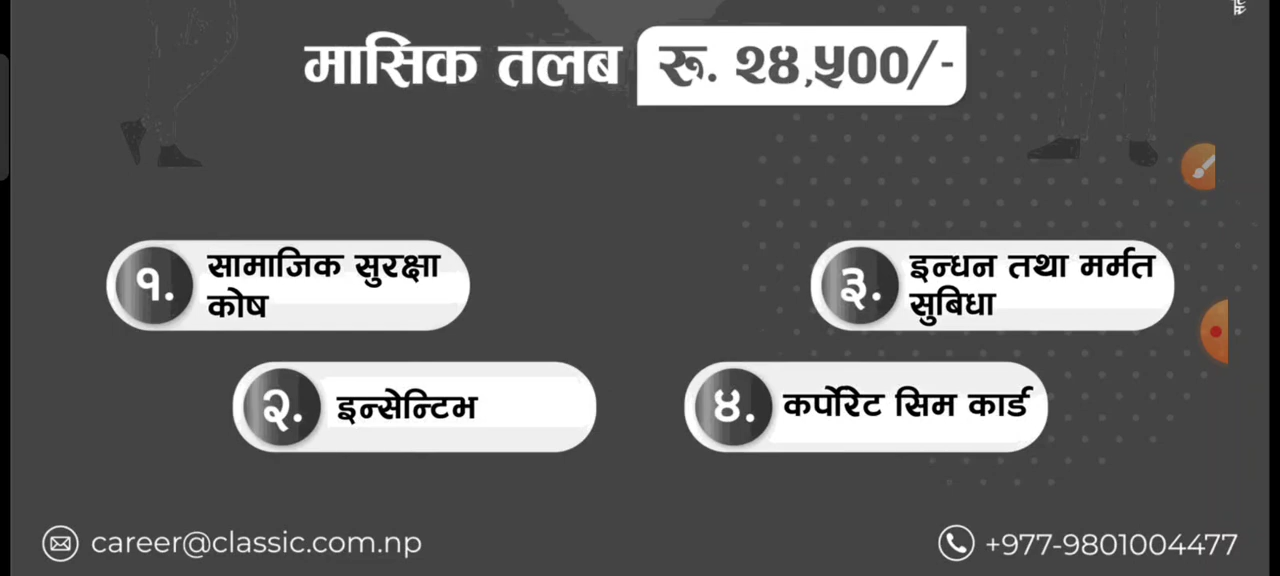 मासिक तलब रू. २४,५००/-
१. सामाजिक सुरक्षा
कोष
३. इन्धन तथा मर्मत
सुबिधा
२. इन्सेन्टिभ
४. कर्पोरेट सिम कार्ड
career@classic.com.np
+977-9801004477